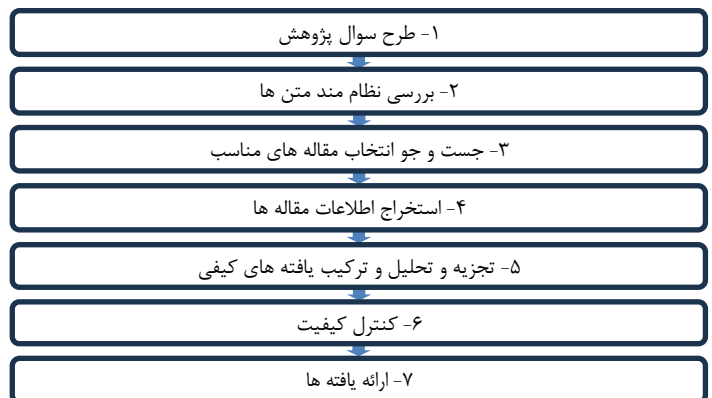 ۱- طرح سوال پژوهش
۲- بررسی نظام مند متن ها
۳- جست و جو انتخاب مقاله های مناسب
۴- استخراج اطلاعات مقاله ها
۵- تجزیه و تحلیل و ترکیب یافته های کیفی
۶- کنترل کیفیت
۷- ارائه یافته ها